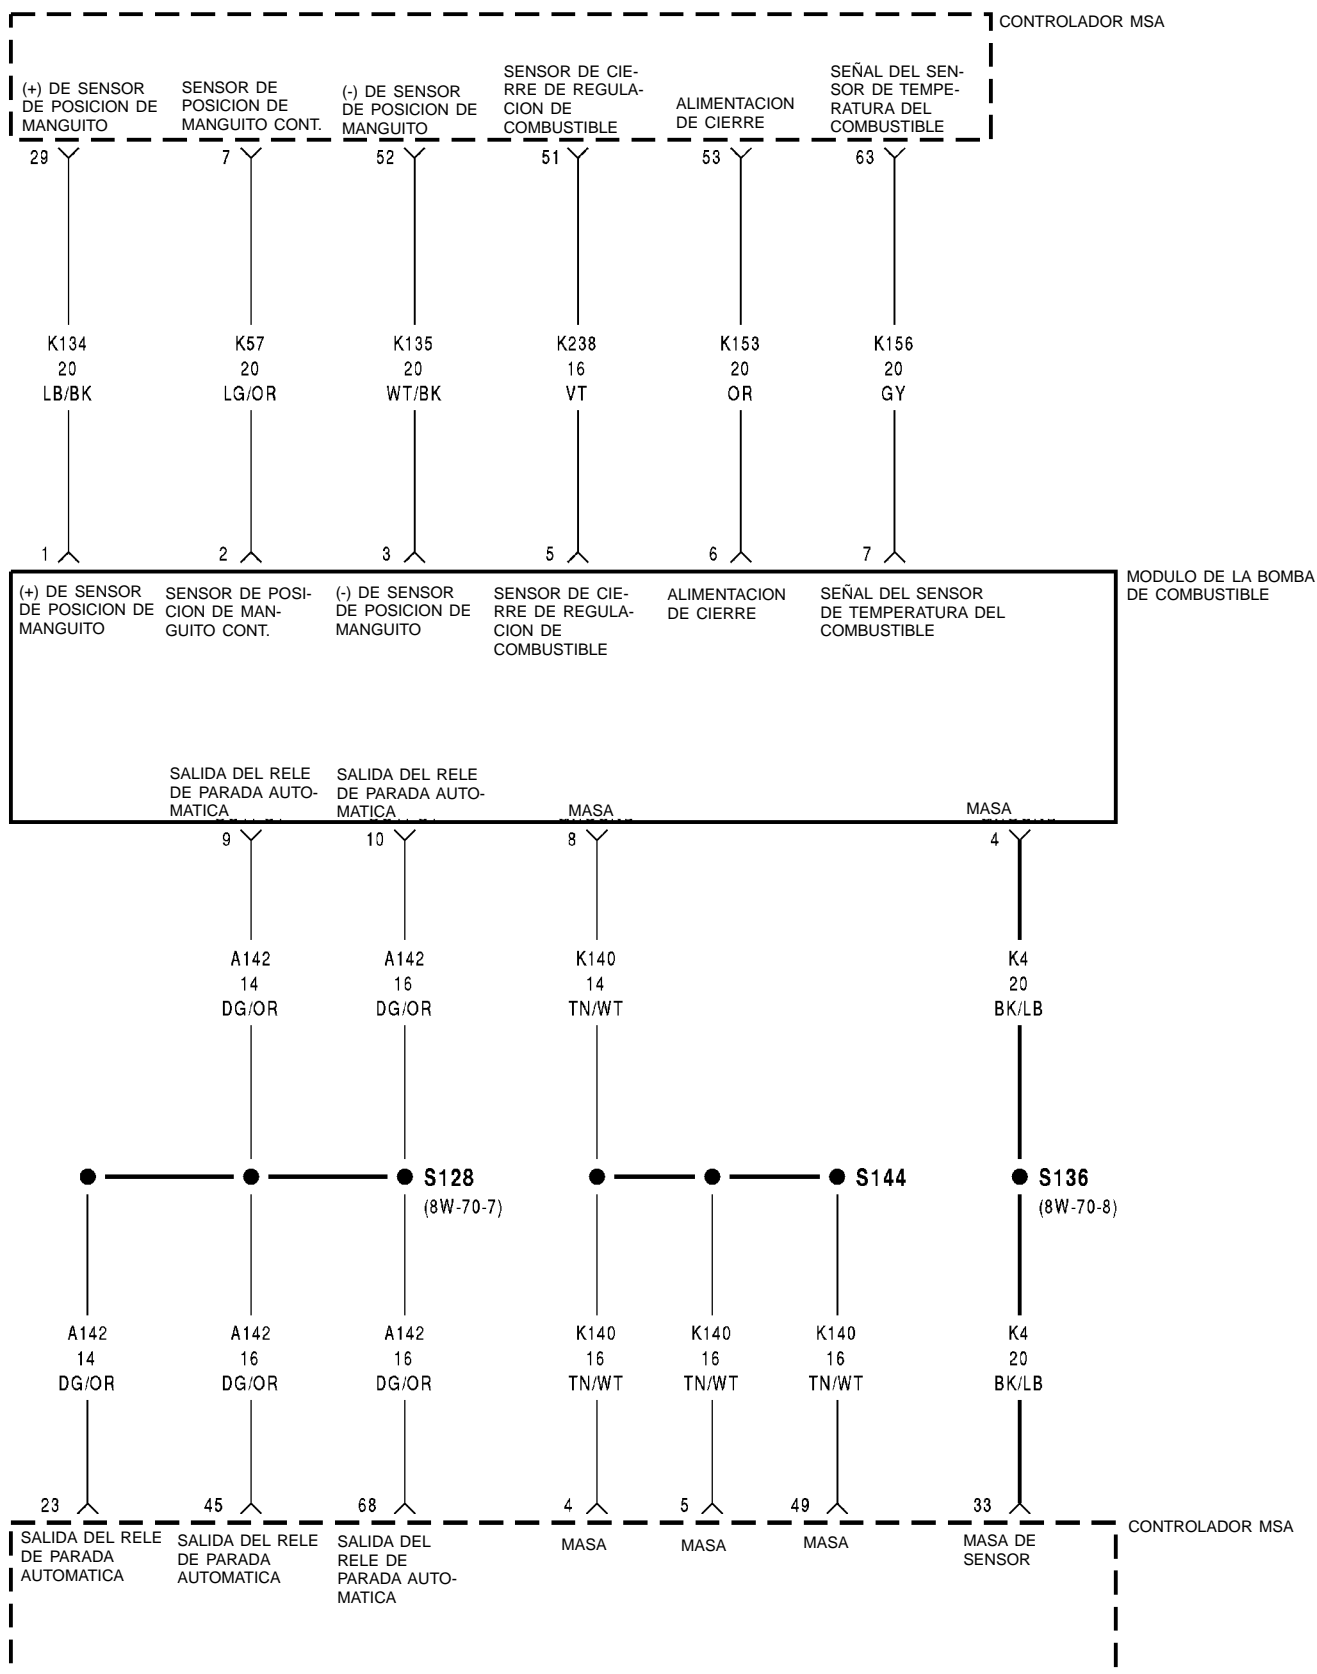 CONTROLADOR MSA
(+) DE SENSOR
DE POSICION DE
MANGUITO
SENSOR DE
POSICION DE
MANGUITO CONT.
(-) DE SENSOR
DE POSICION DE
MANGUITO
SENSOR DE CIE-
RRE DE REGULA-
CION DE
COMBUSTIBLE
ALIMENTACION
DE CIERRE
SEÑAL DEL SEN-
SOR DE TEMPE-
RATURA DEL
COMBUSTIBLE
29
7
52
51
53
63
K134
20
LB/BK
K57
20
LG/OR
K135
20
WT/BK
K238
16
VT
K153
20
OR
K156
20
GY
1
2
3
5
6
7
MODULO DE LA BOMBA
DE COMBUSTIBLE
(+) DE SENSOR
DE POSICION DE
MANGUITO
SENSOR DE POSI-
CION DE MAN-
GUITO CONT.
(-) DE SENSOR
DE POSICION DE
MANGUITO
SENSOR DE CIE-
RRE DE REGULA-
CION DE
COMBUSTIBLE
ALIMENTACION
DE CIERRE
SEÑAL DEL SENSOR
DE TEMPERATURA DEL
COMBUSTIBLE
SALIDA DEL RELE
DE PARADA AUTO-
MATICA
SALIDA DEL RELE
DE PARADA AUTO-
MATICA
MASA
MASA
9
10
8
4
A142
14
DG/OR
A142
16
DG/OR
K140
14
TN/WT
K4
20
BK/LB
S128
(8W-70-7)
S144
S136
(8W-70-8)
A142
14
DG/OR
A142
16
DG/OR
A142
16
DG/OR
K140
16
TN/WT
K140
16
TN/WT
K140
16
TN/WT
K4
20
BK/LB
23
45
68
4
5
49
33
CONTROLADOR MSA
SALIDA DEL RELE
DE PARADA
AUTOMATICA
SALIDA DEL RELE
DE PARADA
AUTOMATICA
SALIDA DEL
RELE DE
PARADA AUTO-
MATICA
MASA
MASA
MASA
MASA DE
SENSOR